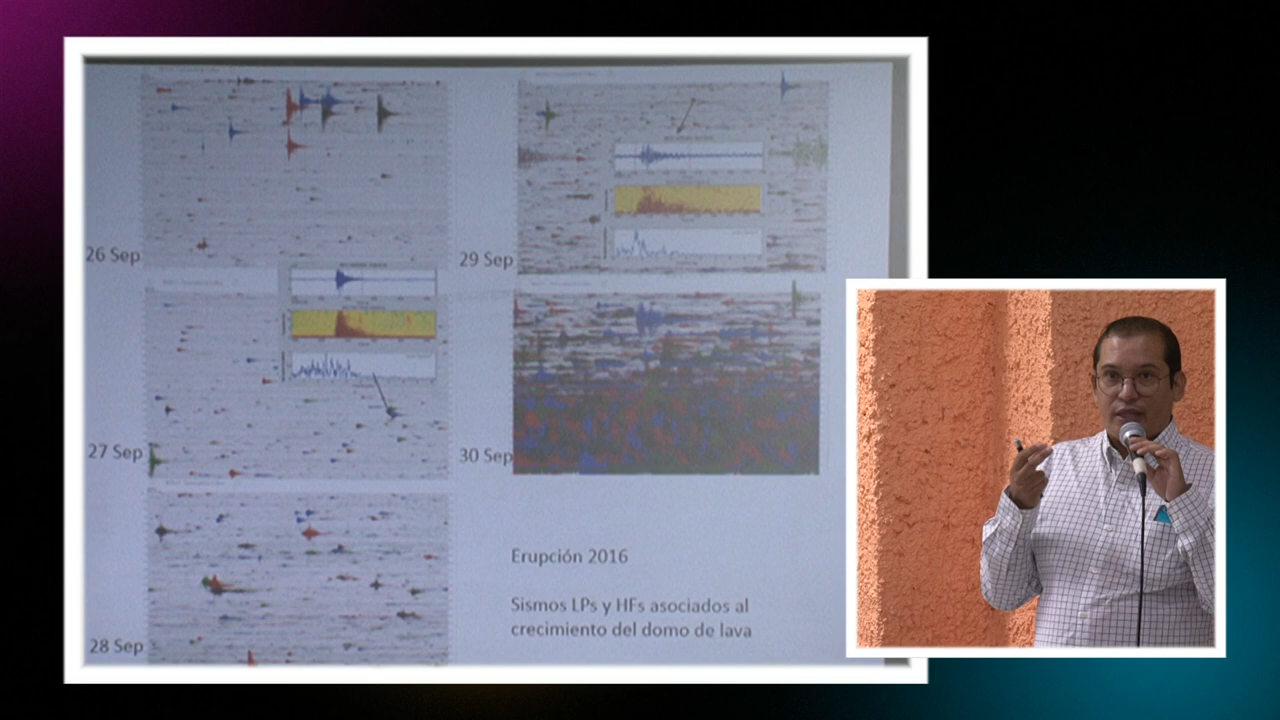 26 Sep
27 Sep
28 Sep
29 Sep
30 Sep
Erupción 2016
Sismos LPs y HFs asociados al
crecimiento del domo de lava